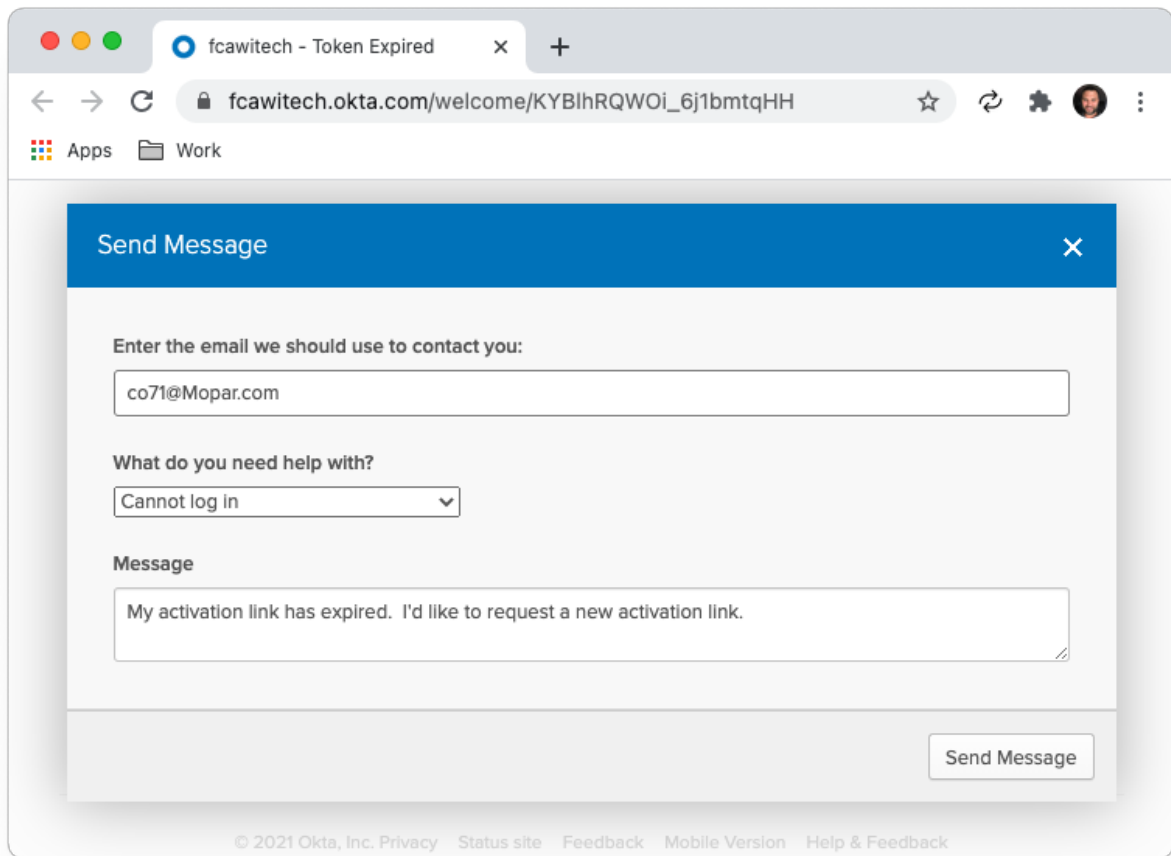 fcawitech - Token Expired
fcawitech.okta.com/welcome/KYBlhRQWOi_6j1bmtqHH
Apps Work
Send Message
Enter the email we should use to contact you:
co71@Mopar.com
What do you need help with?
Cannot log in
Message
My activation link has expired.  I'd like to request a new activation link.
Send Message
© 2021 Okta, Inc. Privacy Status site Feedback Mobile Version Help & Feedback